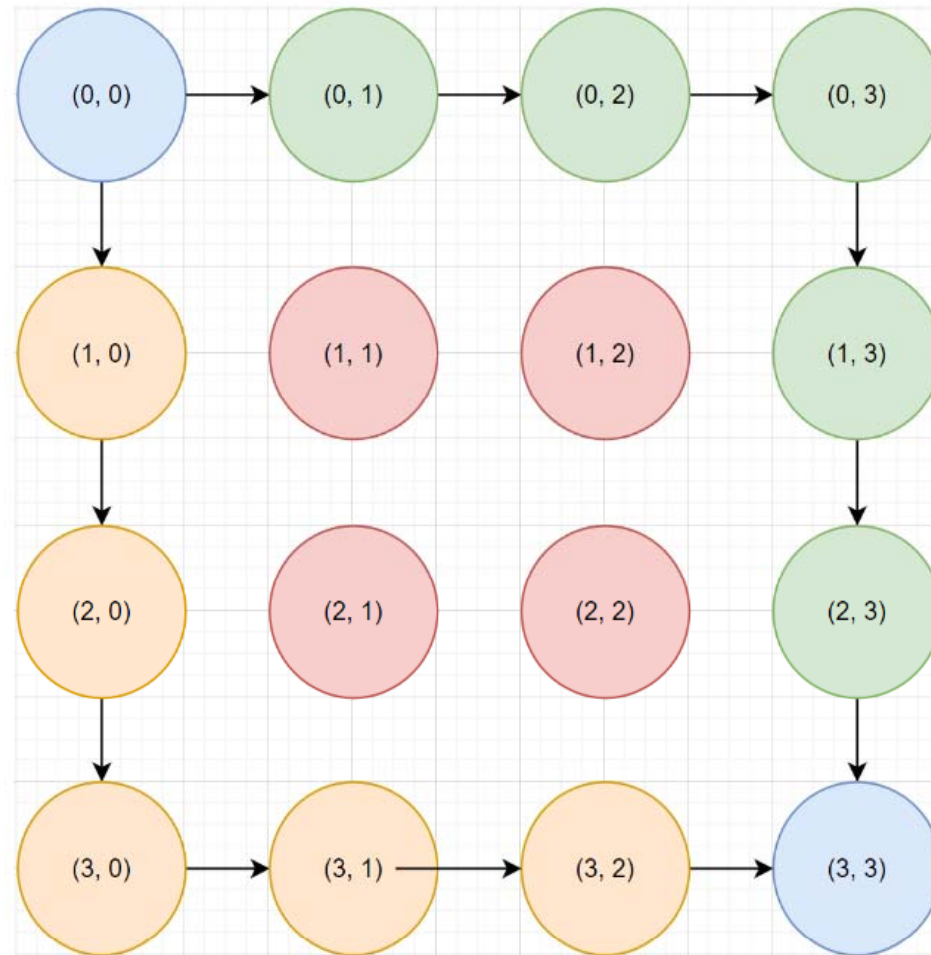 (0, 0) (0, 1) (0, 2) (0, 3)
(1, 0) (1, 1) (1, 2) (1, 3)
(2, 0) (2, 1) (2, 2) (2, 3)
(3, 0) (3, 1) (3, 2) (3, 3)